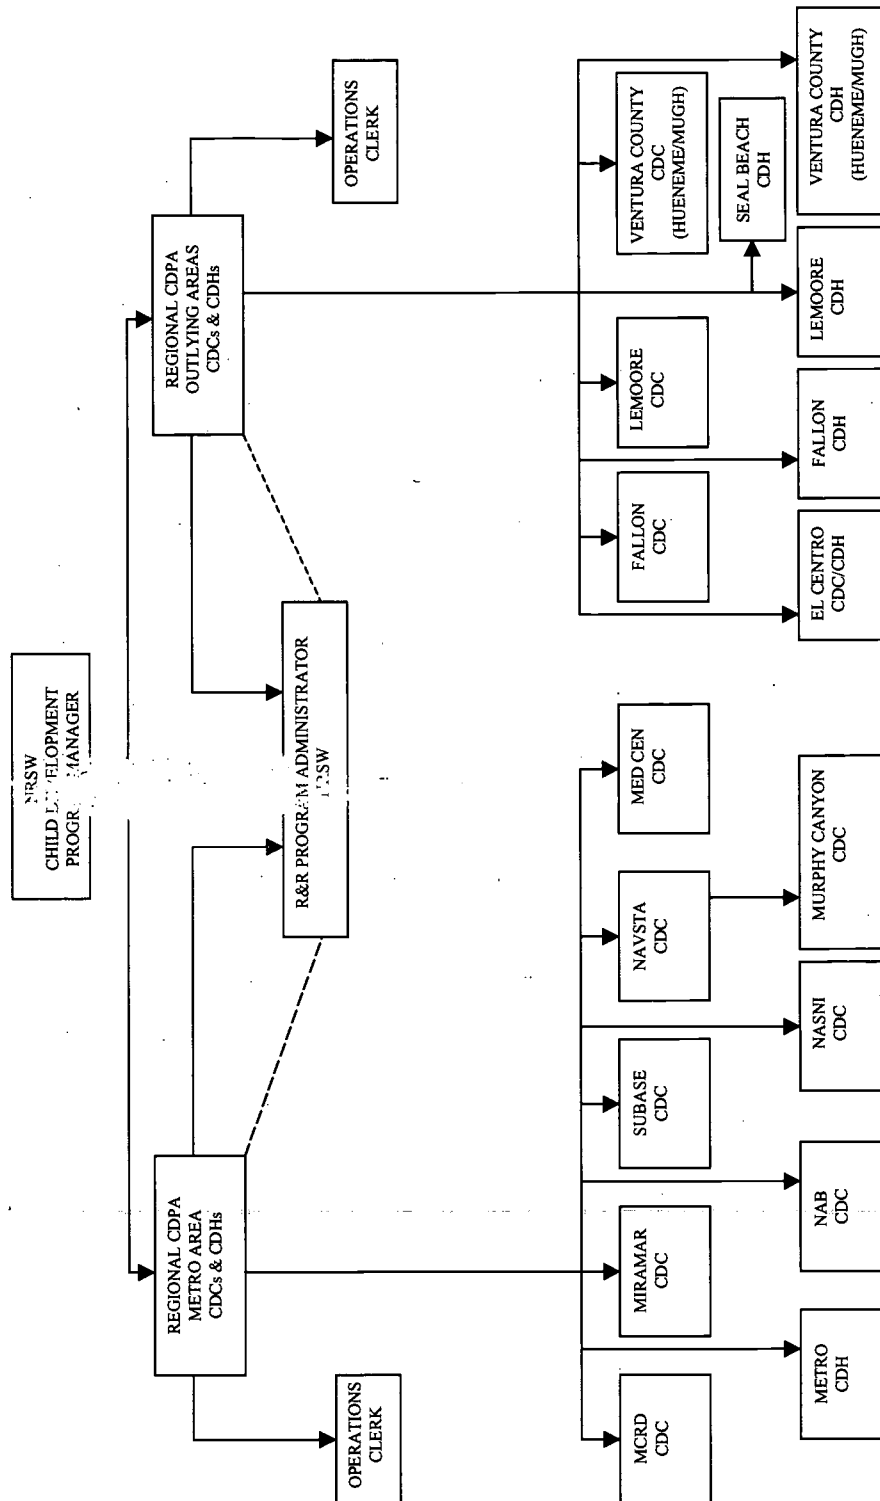 NRSW
CHILD DEVELOPMENT
PROGRAM MANAGER
REGIONAL CDPA
METRO AREA
CDCs & CDHs
REGIONAL CDPA
OUTLYING AREAS
CDCs & CDHs
OPERATIONS
CLERK
R&R PROGRAM ADMINISTRATOR
NRSW
OPERATIONS
CLERK
MCRD
CDC
MIRAMAR
CDC
SUBASE
CDC
NAVSTA
CDC
MED CEN
CDC
FALLON
CDC
LEMOORE
CDC
VENTURA COUNTY
CDC
(HUENEME/MUGH)
SEAL BEACH
CDH
METRO
CDH
NAB
CDC
NASNI
CDC
MURPHY CANYON
CDC
EL CENTRO
CDC/CDH
FALLON
CDH
LEMOORE
CDH
VENTURA COUNTY
CDH
(HUENEME/MUGH)